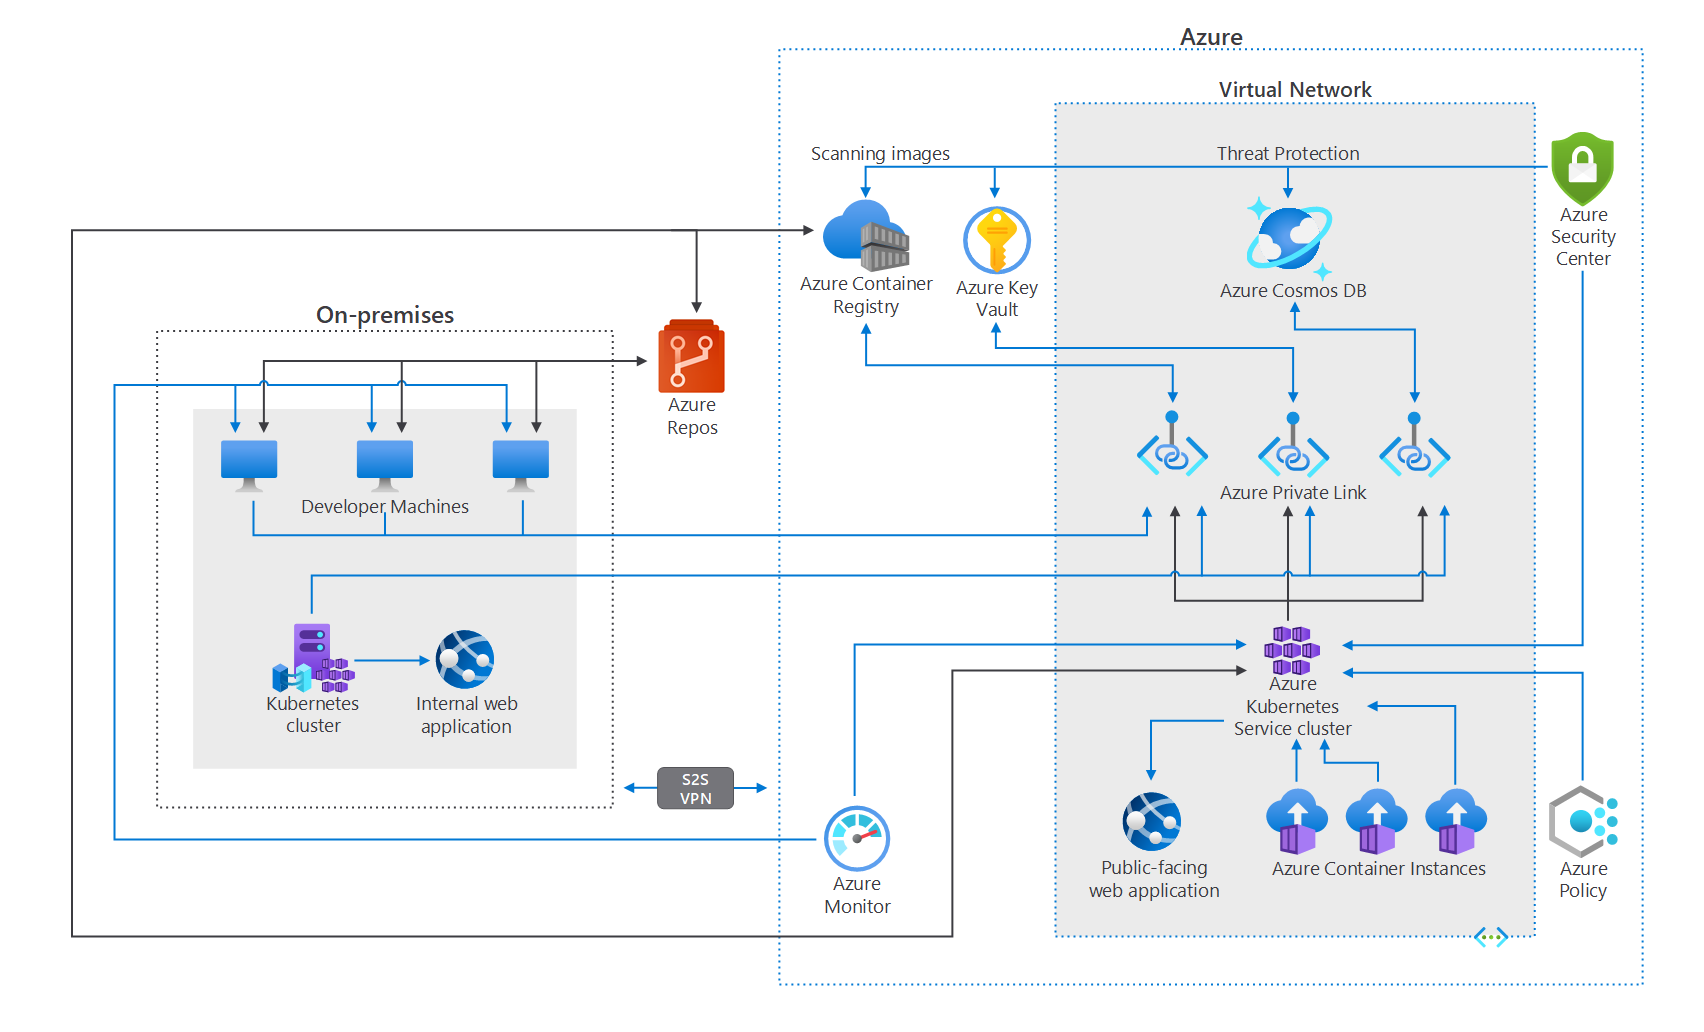 Azure
Virtual Network
Scanning images
Threat Protection
Azure
Security
Center
Azure Container
Registry
Azure Key
Vault
Azure Cosmos DB
On-premises
Azure
Repos
Developer Machines
Azure Private Link
Kubernetes
cluster
Internal web
application
Azure
Kubernetes
Service cluster
S2S
VPN
Azure
Monitor
Public-facing
web application
Azure Container Instances
Azure
Policy